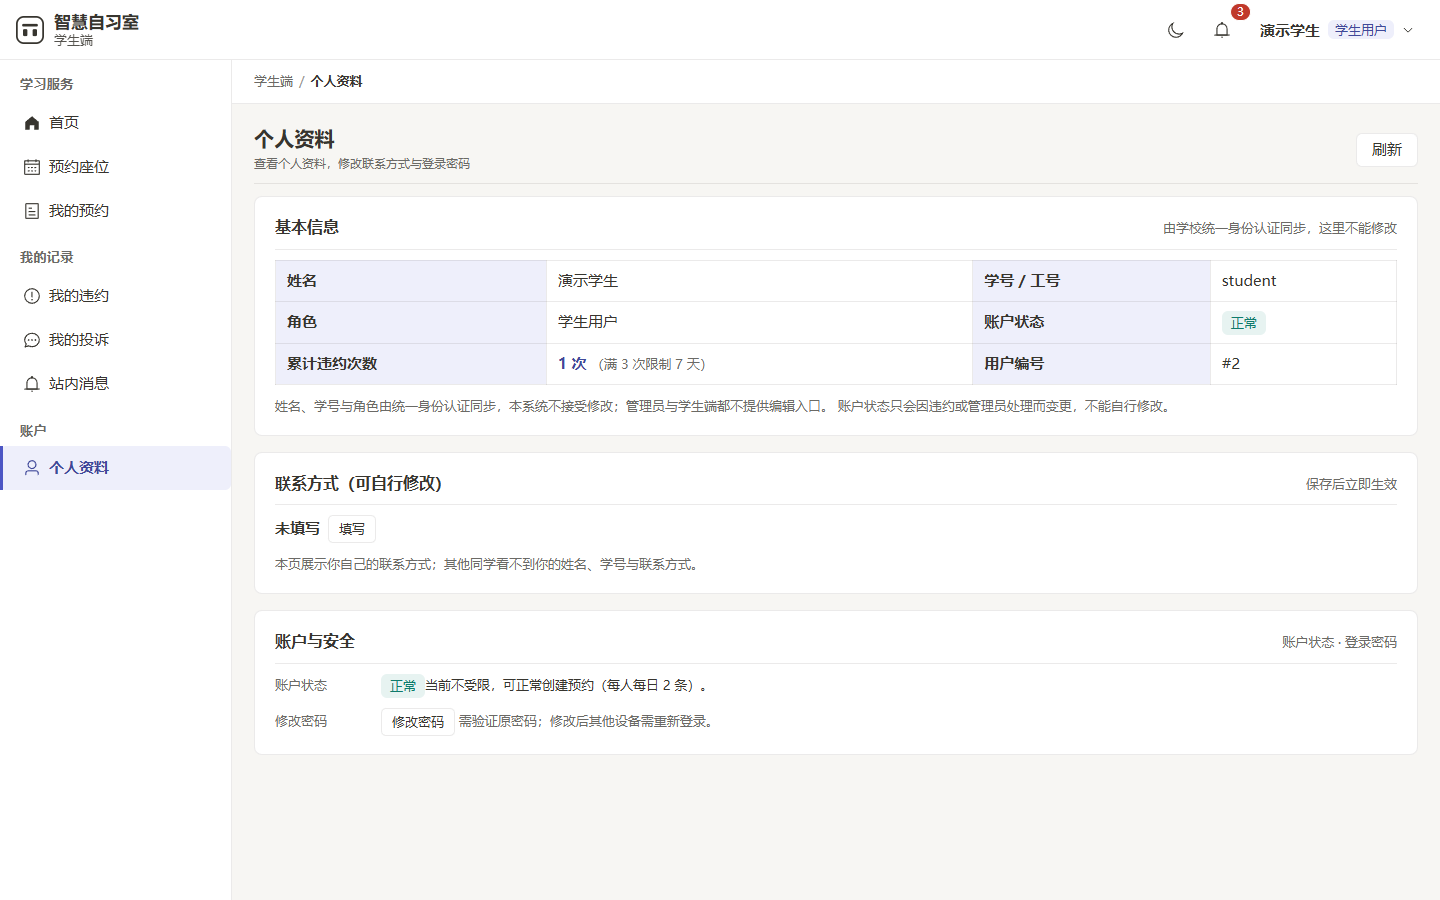 智慧自习室
学生端
3
演示学生 学生用户
学习服务
首页
预约座位
我的预约
我的记录
我的违约
我的投诉
站内消息
账户
个人资料
学生端 / 个人资料
个人资料
查看个人资料，修改联系方式与登录密码
刷新
基本信息
由学校统一身份认证同步，这里不能修改
姓名 演示学生 学号 / 工号 student
角色 学生用户 账户状态 正常
累计违约次数 1 次 （满 3 次限制 7 天） 用户编号 #2
姓名、学号与角色由统一身份认证同步，本系统不接受修改；管理员与学生端都不提供编辑入口。 账户状态只会因违约或管理员处理而变更，不能自行修改。
联系方式（可自行修改）
保存后立即生效
未填写 填写
本页展示你自己的联系方式；其他同学看不到你的姓名、学号与联系方式。
账户与安全
账户状态 · 登录密码
账户状态 正常 当前不受限，可正常创建预约（每人每日 2 条）。
修改密码 修改密码 需验证原密码；修改后其他设备需重新登录。